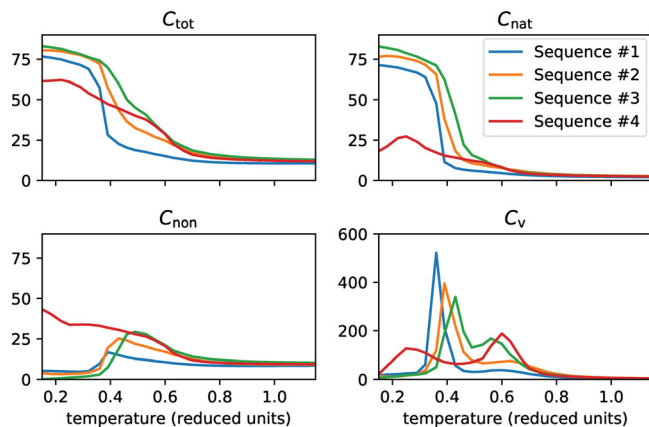 C_tot
75
50
25
0
C_nat
75
50
25
0
Sequence #1
Sequence #2
Sequence #3
Sequence #4
C_non
75
50
25
0
0.2 0.4 0.6 0.8 1.0
temperature (reduced units)
C_v
600
400
200
0
0.2 0.4 0.6 0.8 1.0
temperature (reduced units)